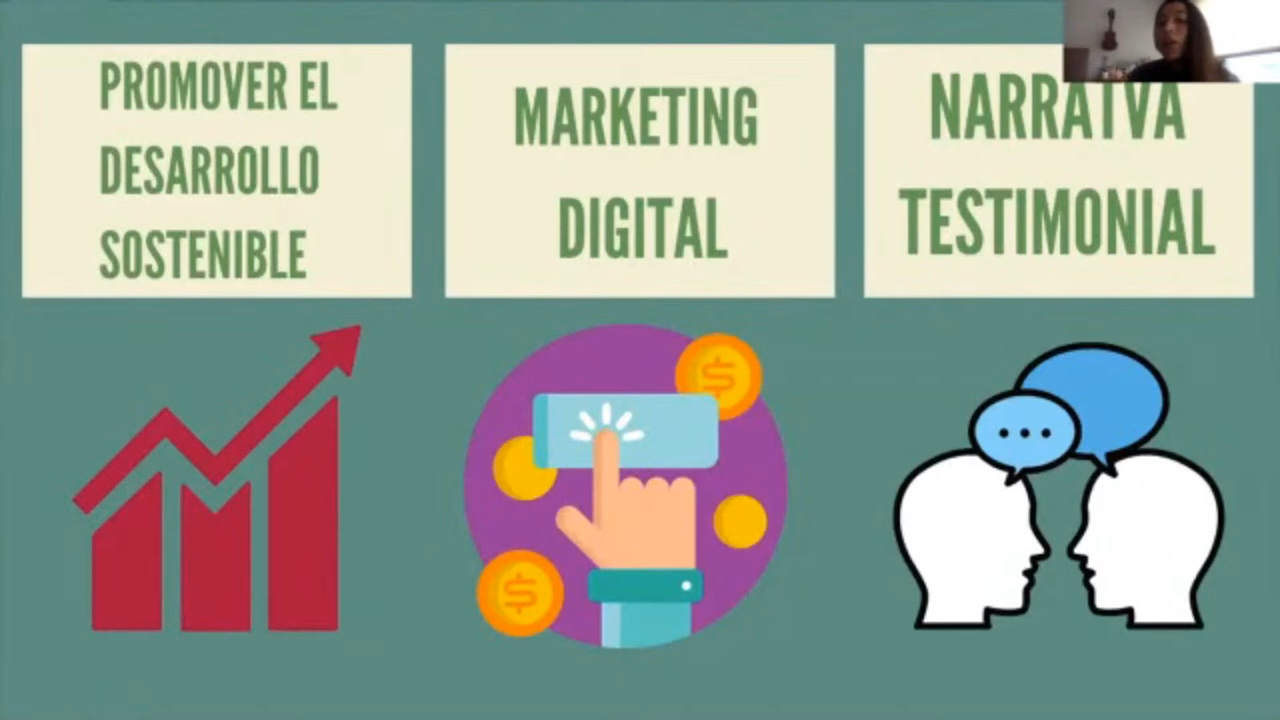 PROMOVER EL
DESARROLLO
SOSTENIBLE
MARKETING
DIGITAL
NARRATVA
TESTIMONIAL
$
$